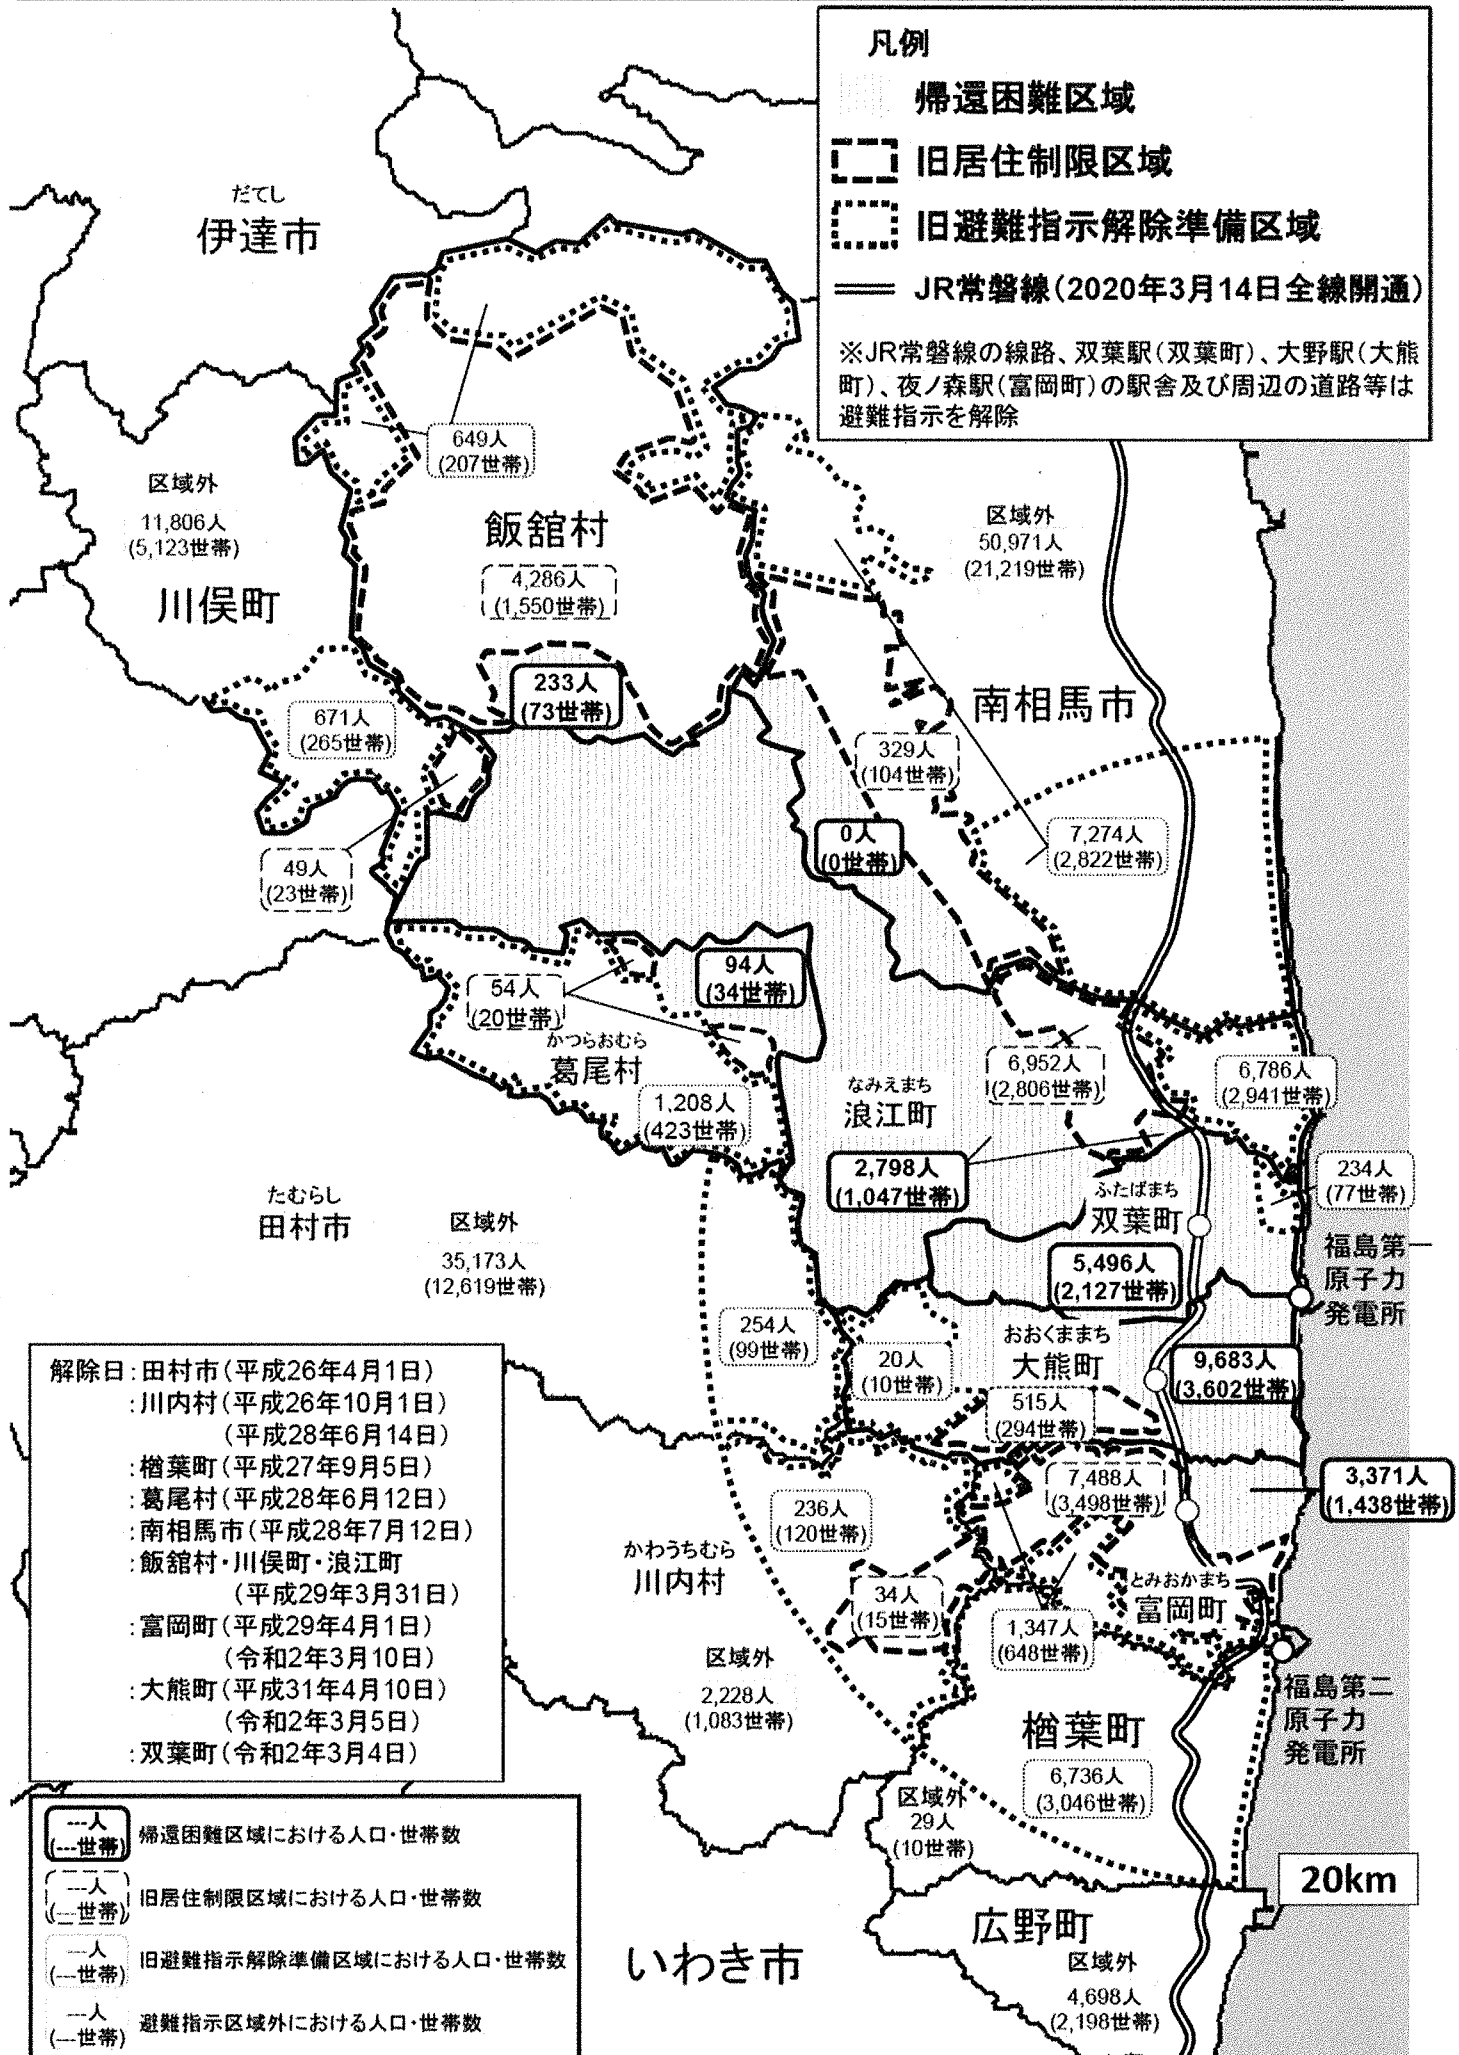 凡例
帰還困難区域
旧居住制限区域
旧避難指示解除準備区域
JR常磐線(2020年3月14日全線開通)
※JR常磐線の線路、双葉駅(双葉町)、大野駅(大熊
町)、夜ノ森駅(富岡町)の駅舎及び周辺の道路等は
避難指示を解除
だてし
伊達市
649人
(207世帯)
区域外
11,806人
(5,123世帯)
川俣町
飯舘村
4,286人
(1,550世帯)
区域外
50,971人
(21,219世帯)
233人
(73世帯)
南相馬市
671人
(265世帯)
329人
(104世帯)
7,274人
(2,822世帯)
0人
(0世帯)
49人
(23世帯)
94人
(34世帯)
54人
(20世帯)
かつらおむら
葛尾村
1,208人
(423世帯)
6,952人
(2,806世帯)
6,786人
(2,941世帯)
なみえまち
浪江町
2,798人
(1,047世帯)
234人
(77世帯)
ふたばまち
双葉町
5,496人
(2,127世帯)
福島第一
原子力
発電所
たむらし
田村市
区域外
35,173人
(12,619世帯)
254人
(99世帯)
20人
(10世帯)
おおくままち
大熊町
9,683人
(3,602世帯)
515人
(294世帯)
7,488人
(3,498世帯)
3,371人
(1,438世帯)
236人
(120世帯)
かわうちむら
川内村
34人
(15世帯)
とみおかまち
富岡町
1,347人
(648世帯)
区域外
2,228人
(1,083世帯)
福島第二
原子力
発電所
楢葉町
6,736人
(3,046世帯)
区域外
29人
(10世帯)
20km
広野町
区域外
4,698人
(2,198世帯)
いわき市
解除日:田村市(平成26年4月1日)
:川内村(平成26年10月1日)
(平成28年6月14日)
:楢葉町(平成27年9月5日)
:葛尾村(平成28年6月12日)
:南相馬市(平成28年7月12日)
:飯舘村・川俣町・浪江町
(平成29年3月31日)
:富岡町(平成29年4月1日)
(令和2年3月10日)
:大熊町(平成31年4月10日)
(令和2年3月5日)
:双葉町(令和2年3月4日)
---人
(---世帯)
帰還困難区域における人口・世帯数
---人
(---世帯)
旧居住制限区域における人口・世帯数
---人
(---世帯)
旧避難指示解除準備区域における人口・世帯数
---人
(---世帯)
避難指示区域外における人口・世帯数